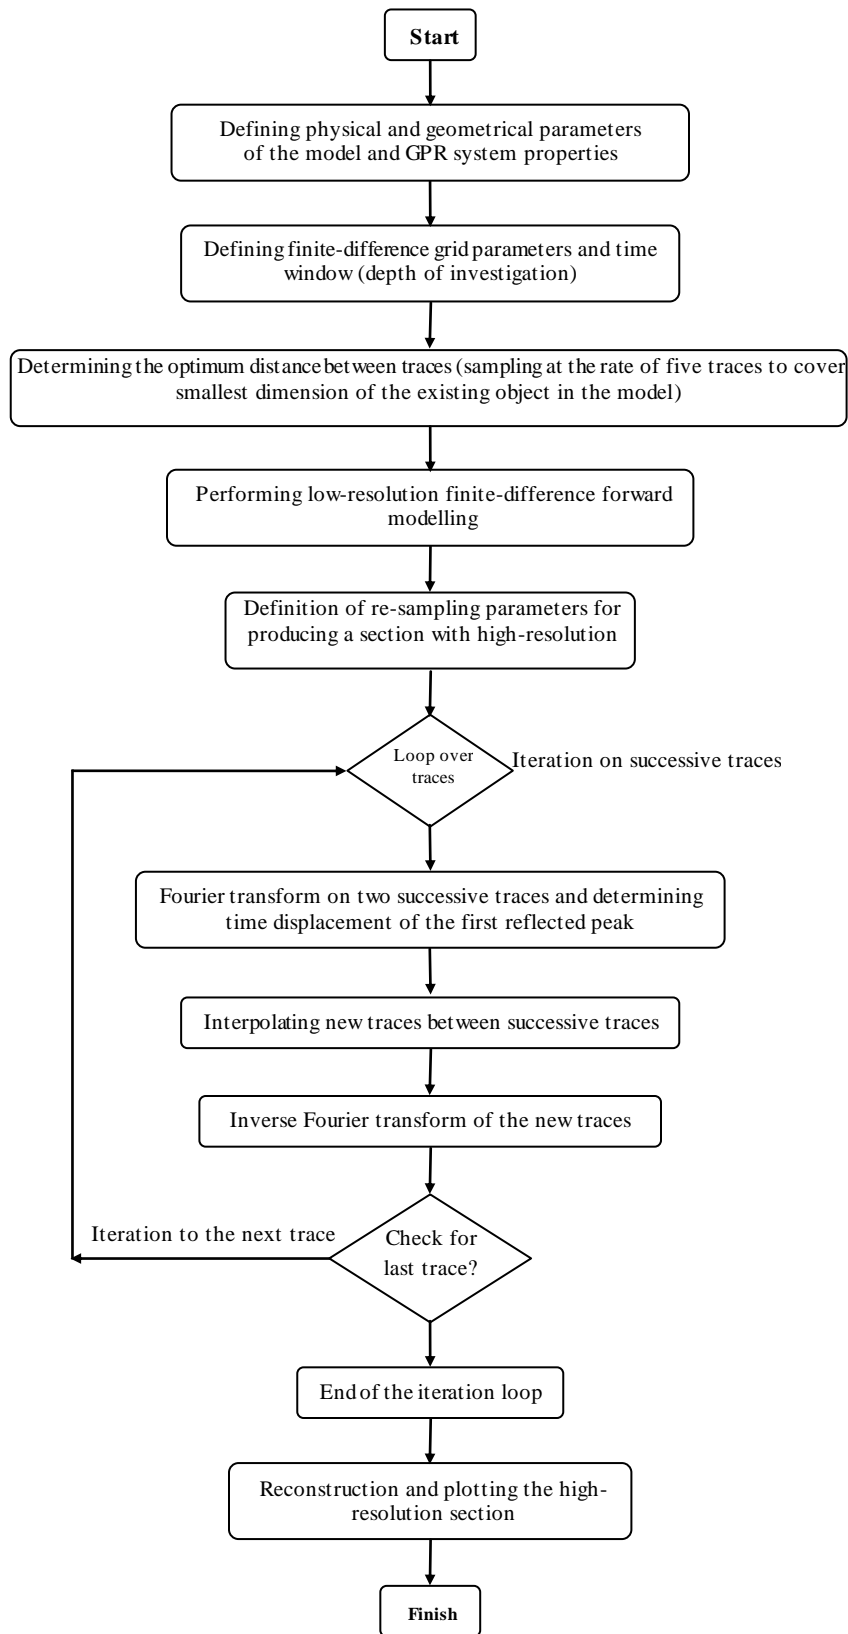 Start
Defining physical and geometrical parameters
of the model and GPR system properties
Defining finite-difference grid parameters and time
window (depth of investigation)
Determining the optimum distance between traces (sampling at the rate of five traces to cover
smallest dimension of the existing object in the model)
Performing low-resolution finite-difference forward
modelling
Definition of re-sampling parameters for
producing a section with high-resolution
Loop over
traces
Iteration on successive traces
Fourier transform on two successive traces and determining
time displacement of the first reflected peak
Interpolating new traces between successive traces
Inverse Fourier transform of the new traces
Iteration to the next trace
Check for
last trace?
End of the iteration loop
Reconstruction and plotting the high-
resolution section
Finish